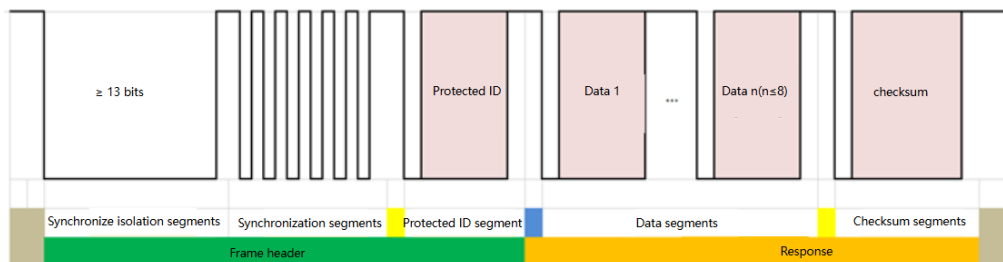 ≥ 13 bits
Protected ID
Data 1
...
Data n(n≤8)
checksum
Synchronize isolation segments
Synchronization segments
Protected ID segment
Data segments
Checksum segments
Frame header
Response